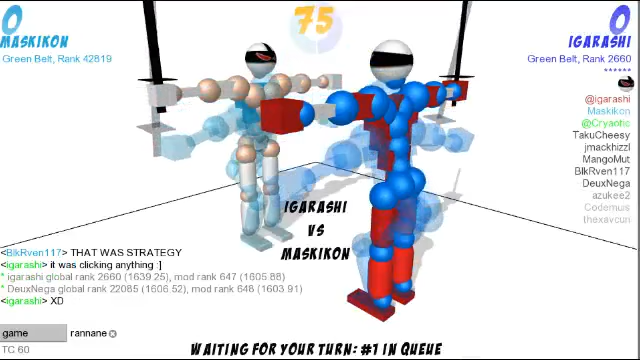 0
MASKIKON
Green Belt, Rank 42819
75
0
IGARASHI
Green Belt, Rank 2660
******
@igarashi
Maskikon
@Cryaotic
TakuCheesy
jmackhizzl
MangoMut
BlkRven117
DeuxNega
azukee2
Codemus
thexavcuri
IGARASHI
VS
MASKIKON
<BlkRven117> THAT WAS STRATEGY
<igarashi> it was clicking anything :]
* igarashi global rank 2660 (1639.25), mod rank 647 (1605.88)
* DeuxNega global rank 22085 (1606.52), mod rank 648 (1603.91)
<igarashi> XD
game
rannane
TC 60
WAITING FOR YOUR TURN: #1 IN QUEUE